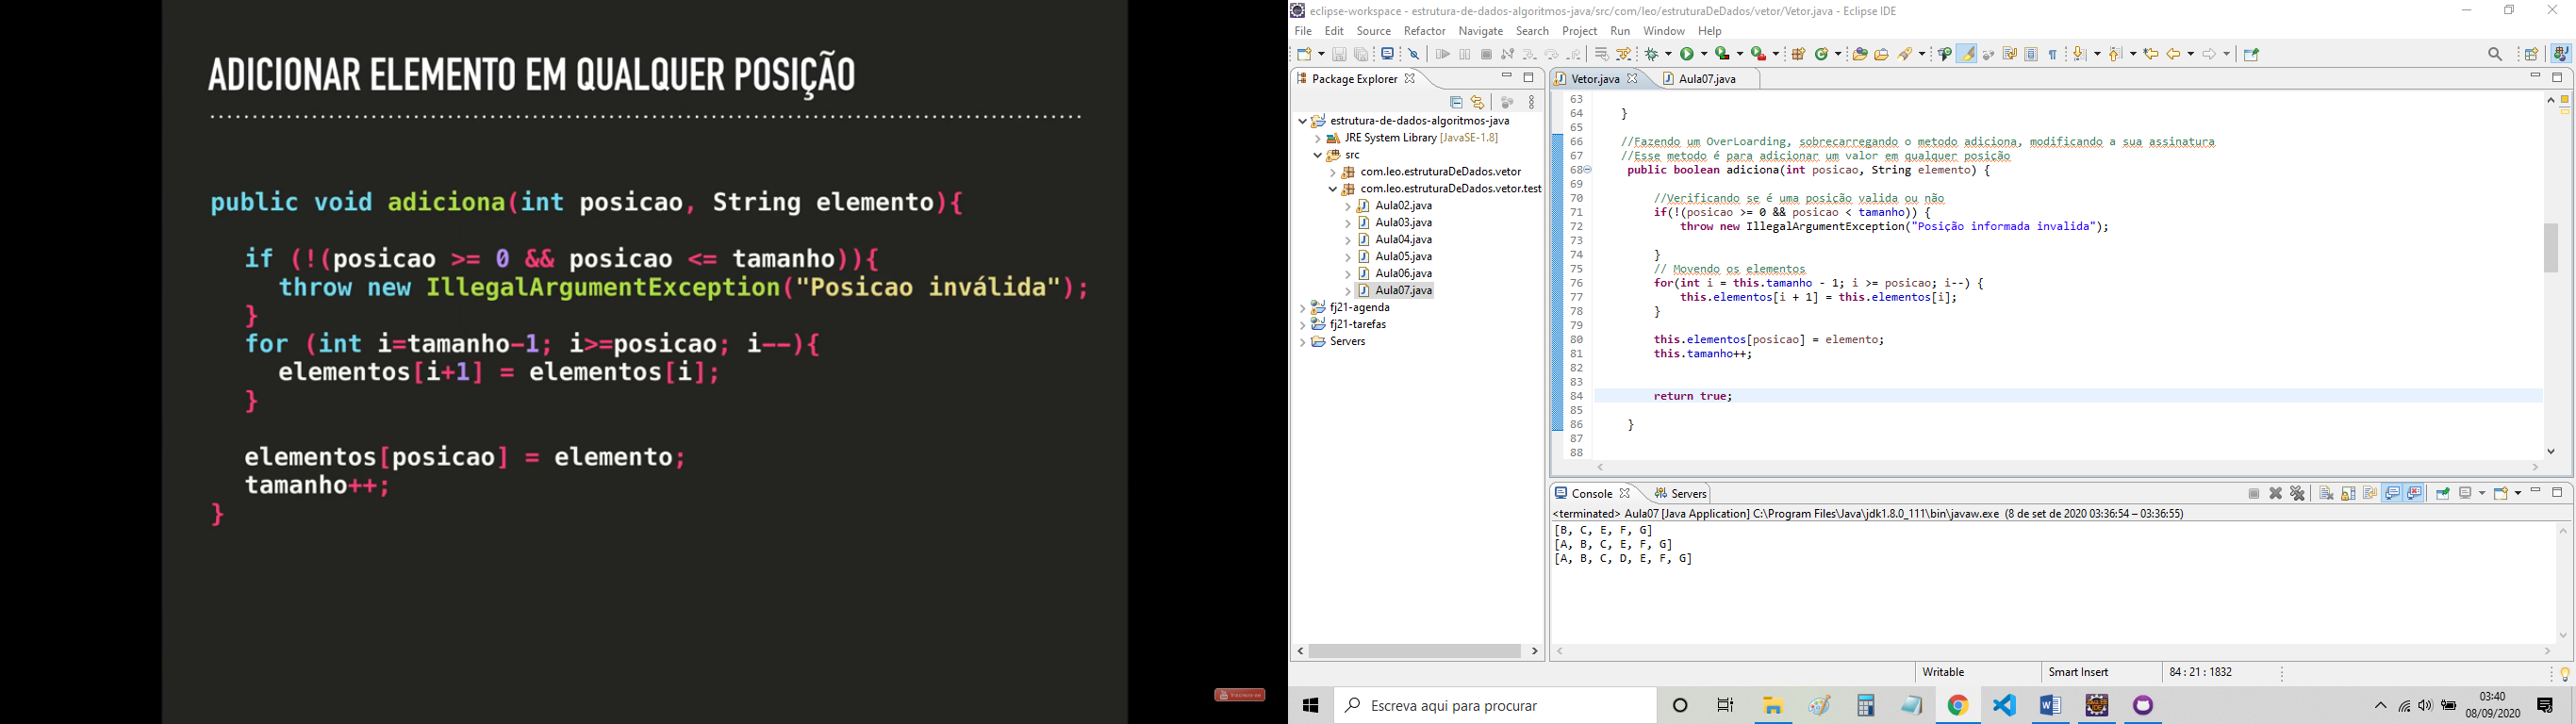 ADICIONAR ELEMENTO EM QUALQUER POSIÇÃO
public void adiciona(int posicao, String elemento){
if (!(posicao >= 0 && posicao <= tamanho)){
throw new IllegalArgumentException("Posicao inválida");
}
for (int i=tamanho-1; i>=posicao; i--){
elementos[i+1] = elementos[i];
}
elementos[posicao] = elemento;
tamanho++;
}
eclipse-workspace - estrutura-de-dados-algoritmos-java/src/com/leo/estruturaDeDados/vetor/Vetor.java - Eclipse IDE
File Edit Source Refactor Navigate Search Project Run Window Help
Package Explorer
estrutura-de-dados-algoritmos-java
JRE System Library [JavaSE-1.8]
src
com.leo.estruturaDeDados.vetor
com.leo.estruturaDeDados.vetor.test
Aula02.java
Aula03.java
Aula04.java
Aula05.java
Aula06.java
Aula07.java
fj21-agenda
fj21-tarefas
Servers
Vetor.java Aula07.java
63
64 }
65
66 //Fazendo um OverLoarding, sobrecarregando o metodo adiciona, modificando a sua assinatura
67 //Esse metodo é para adicionar um valor em qualquer posição
68 public boolean adiciona(int posicao, String elemento) {
69
70 //Verificando se é uma posição valida ou não
71 if(!(posicao >= 0 && posicao < tamanho)) {
72 throw new IllegalArgumentException("Posição informada invalida");
73
74 }
75 // Movendo os elementos
76 for(int i = this.tamanho - 1; i >= posicao; i--) {
77 this.elementos[i + 1] = this.elementos[i];
78 }
79
80 this.elementos[posicao] = elemento;
81 this.tamanho++;
82
83
84 return true;
85
86 }
87
88
Console Servers
<terminated> Aula07 [Java Application] C:\Program Files\Java\jdk1.8.0_111\bin\javaw.exe (8 de set de 2020 03:36:54 – 03:36:55)
[B, C, E, F, G]
[A, B, C, E, F, G]
[A, B, C, D, E, F, G]
Writable Smart Insert 84 : 21 : 1832
Escreva aqui para procurar
03:40
08/09/2020